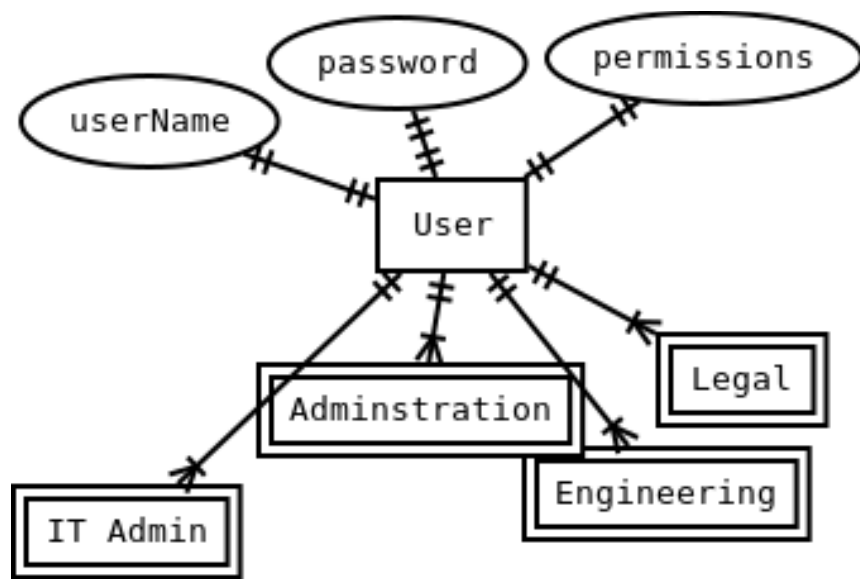 password
permissions
userName
User
Legal
Adminstration
Engineering
IT Admin